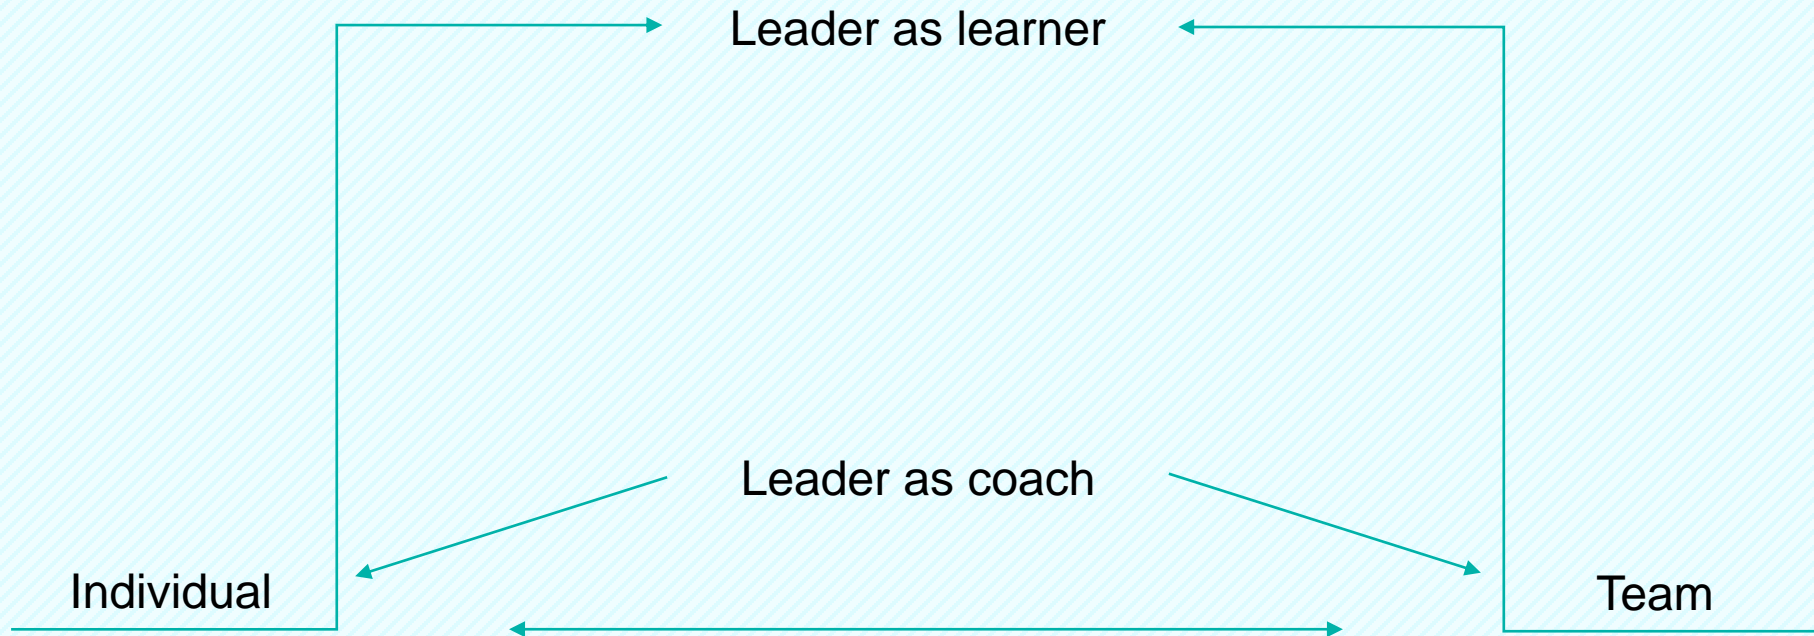 Leader as learner
Leader as coach
Individual
Team